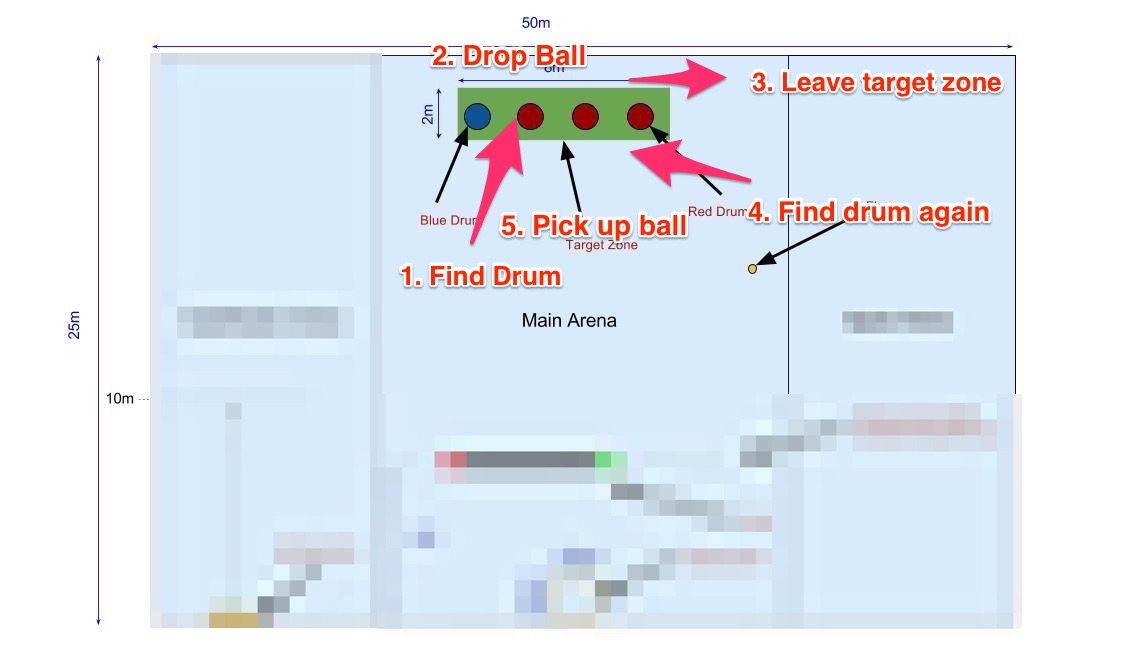 50m
2. Drop Ball
3. Leave target zone
2m
Blue Drum
5. Pick up ball
Red Drum
4. Find drum again
Target Zone
1. Find Drum
Main Arena
25m
10m